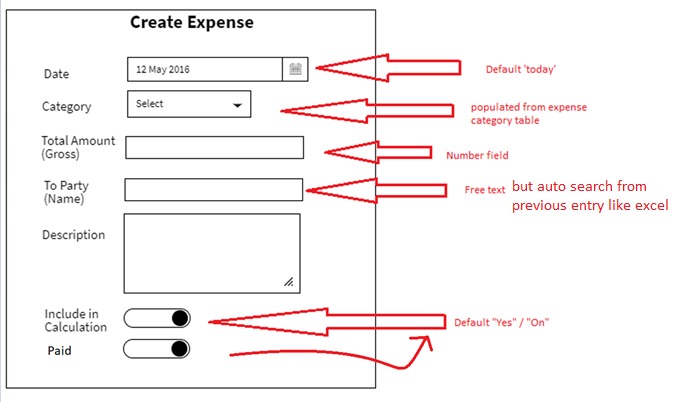 Create Expense
Date
12 May 2016
Default 'today'
Category
Select
populated from expense
category table
Total Amount
(Gross)
Number field
To Party
(Name)
Free text
but auto search from
previous entry like excel
Description
Include in
Calculation
Default "Yes" / "On"
Paid